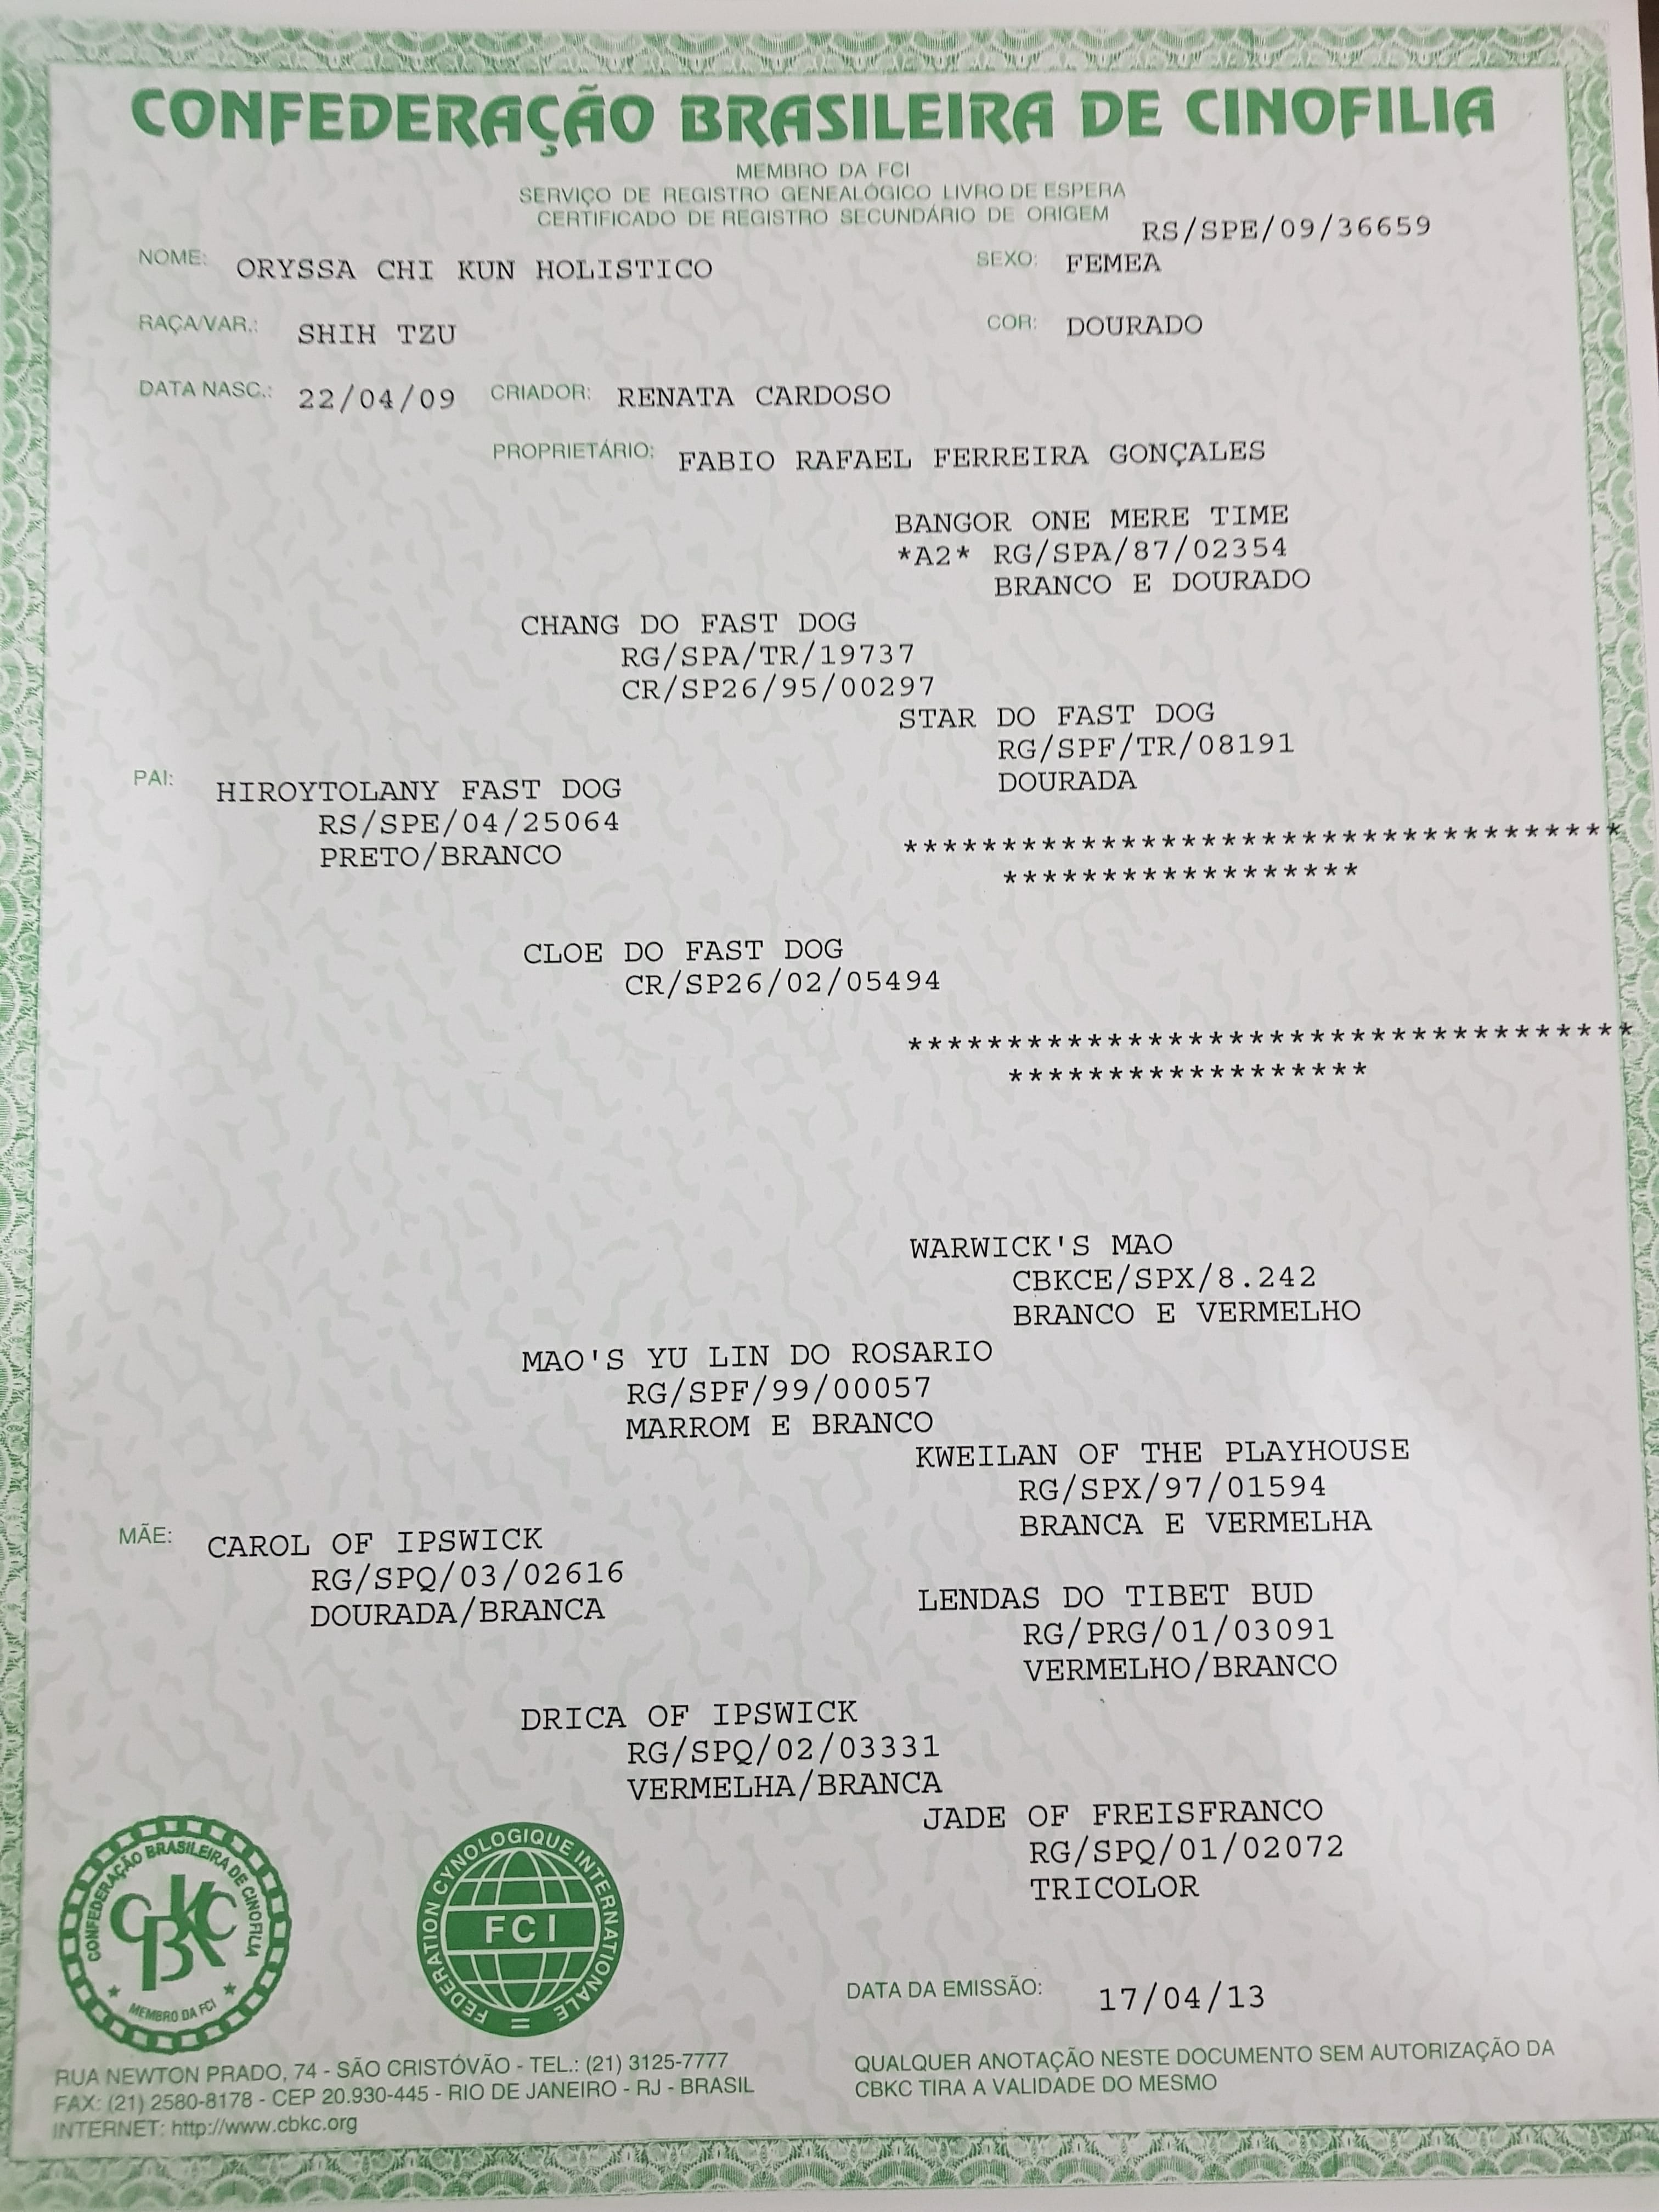 CONFEDERAÇÃO BRASILEIRA DE CINOFILIA
MEMBRO DA FCI
SERVIÇO DE REGISTRO GENEALÓGICO LIVRO DE ESPERA
CERTIFICADO DE REGISTRO SECUNDÁRIO DE ORIGEM
RS/SPE/09/36659
NOME: ORYSSA CHI KUN HOLISTICO SEXO: FEMEA
RAÇA/VAR.: SHIH TZU COR: DOURADO
DATA NASC.: 22/04/09 CRIADOR: RENATA CARDOSO
PROPRIETÁRIO: FABIO RAFAEL FERREIRA GONÇALES
BANGOR ONE MERE TIME
*A2* RG/SPA/87/02354
BRANCO E DOURADO
CHANG DO FAST DOG
RG/SPA/TR/19737
CR/SP26/95/00297
STAR DO FAST DOG
RG/SPF/TR/08191
DOURADA
PAI: HIROYTOLANY FAST DOG
RS/SPE/04/25064
PRETO/BRANCO
************************************
******************
CLOE DO FAST DOG
CR/SP26/02/05494
************************************
******************
WARWICK'S MAO
CBKCE/SPX/8.242
BRANCO E VERMELHO
MAO'S YU LIN DO ROSARIO
RG/SPF/99/00057
MARROM E BRANCO
KWEILAN OF THE PLAYHOUSE
RG/SPX/97/01594
BRANCA E VERMELHA
MÃE: CAROL OF IPSWICK
RG/SPQ/03/02616
DOURADA/BRANCA
LENDAS DO TIBET BUD
RG/PRG/01/03091
VERMELHO/BRANCO
DRICA OF IPSWICK
RG/SPQ/02/03331
VERMELHA/BRANCA
JADE OF FREISFRANCO
RG/SPQ/01/02072
TRICOLOR
CONFEDERAÇÃO BRASILEIRA DE CINOFILIA
CBKC
MEMBRO DA FCI
FEDERATION CYNOLOGIQUE INTERNATIONALE
FCI
DATA DA EMISSÃO: 17/04/13
RUA NEWTON PRADO, 74 - SÃO CRISTÓVÃO - TEL.: (21) 3125-7777
FAX: (21) 2580-8178 - CEP 20.930-445 - RIO DE JANEIRO - RJ - BRASIL
INTERNET: http://www.cbkc.org
QUALQUER ANOTAÇÃO NESTE DOCUMENTO SEM AUTORIZAÇÃO DA
CBKC TIRA A VALIDADE DO MESMO